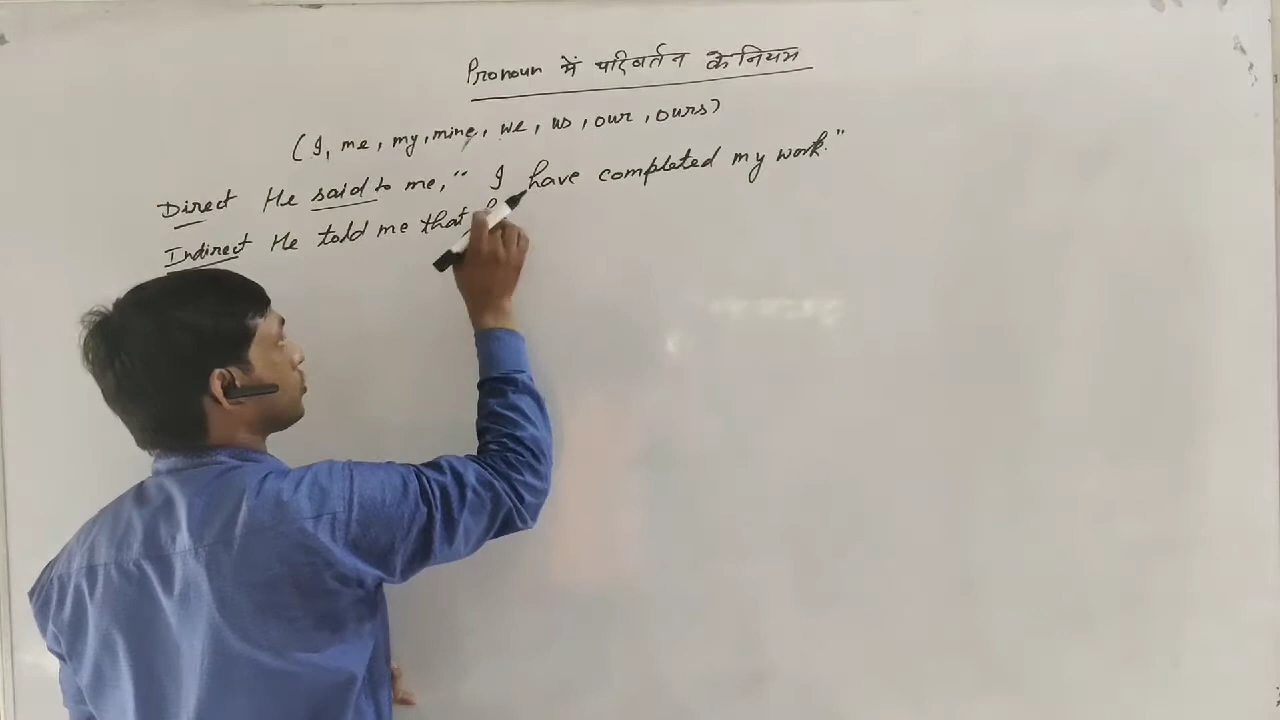 Pronoun में परिवर्तन के नियम
(I, me, my, mine, we, us, our, ours)
Direct He said to me, " I have completed my work."
Indirect He told me that